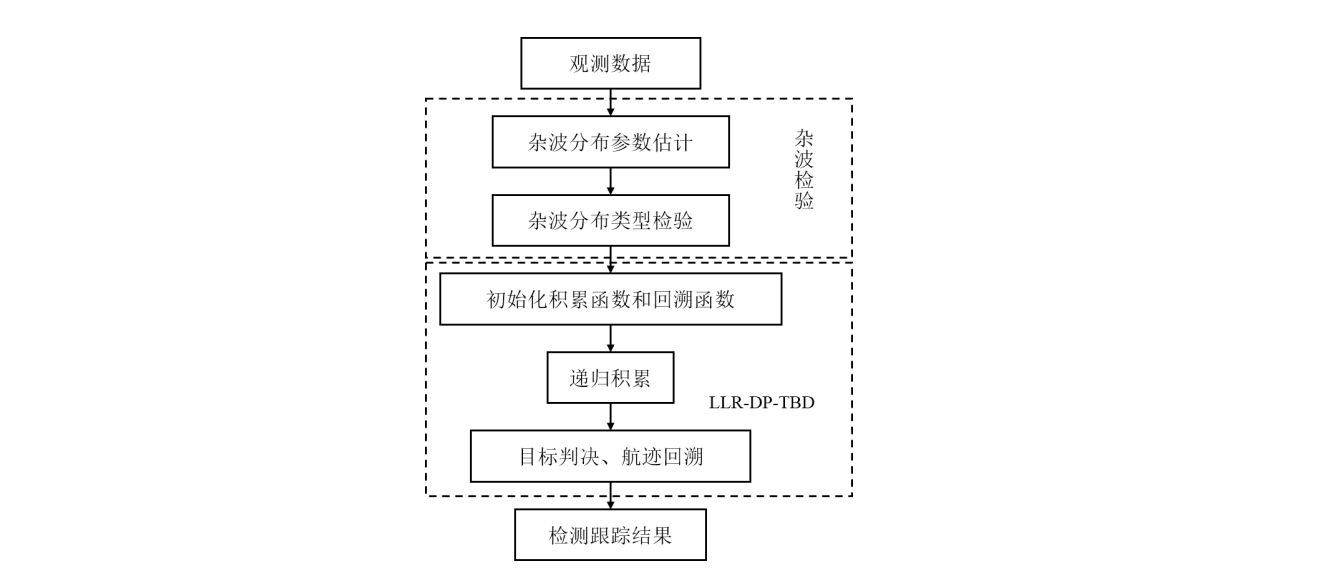 观测数据
杂波分布参数估计
杂波检验
杂波分布类型检验
初始化积累函数和回溯函数
递归积累
LLR-DP-TBD
目标判决、航迹回溯
检测跟踪结果